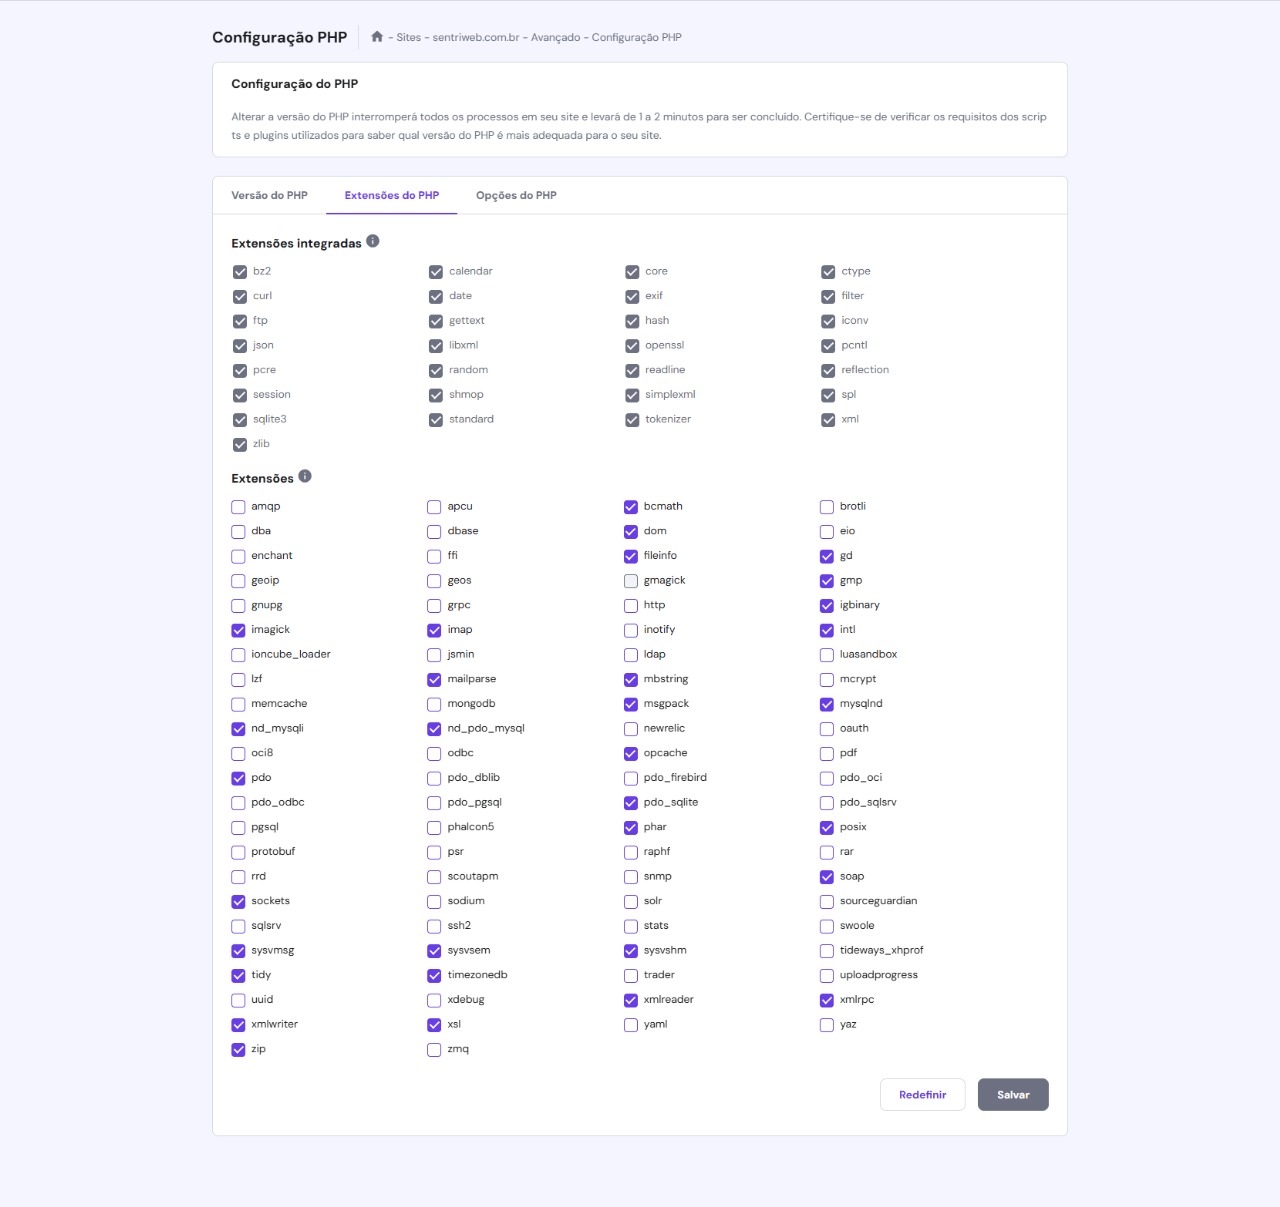 Configuração PHP
- Sites - sentriweb.com.br - Avançado - Configuração PHP
Configuração do PHP
Alterar a versão do PHP interromperá todos os processos em seu site e levará de 1 a 2 minutos para ser concluído. Certifique-se de verificar os requisitos dos scrip
ts e plugins utilizados para saber qual versão do PHP é mais adequada para o seu site.
Versão do PHP Extensões do PHP Opções do PHP
Extensões integradas
bz2 calendar core ctype
curl date exif filter
ftp gettext hash iconv
json libxml openssl pcntl
pcre random readline reflection
session shmop simplexml spl
sqlite3 standard tokenizer xml
zlib
Extensões
amqp apcu bcmath brotli
dba dbase dom eio
enchant ffi fileinfo gd
geoip geos gmagick gmp
gnupg grpc http igbinary
imagick imap inotify intl
ioncube_loader jsmin ldap luasandbox
lzf mailparse mbstring mcrypt
memcache mongodb msgpack mysqlnd
nd_mysqli nd_pdo_mysql newrelic oauth
oci8 odbc opcache pdf
pdo pdo_dblib pdo_firebird pdo_oci
pdo_odbc pdo_pgsql pdo_sqlite pdo_sqlsrv
pgsql phalcon5 phar posix
protobuf psr raphf rar
rrd scoutapm snmp soap
sockets sodium solr sourceguardian
sqlsrv ssh2 stats swoole
sysvmsg sysvsem sysvshm tideways_xhprof
tidy timezonedb trader uploadprogress
uuid xdebug xmlreader xmlrpc
xmlwriter xsl yaml yaz
zip zmq
Redefinir Salvar